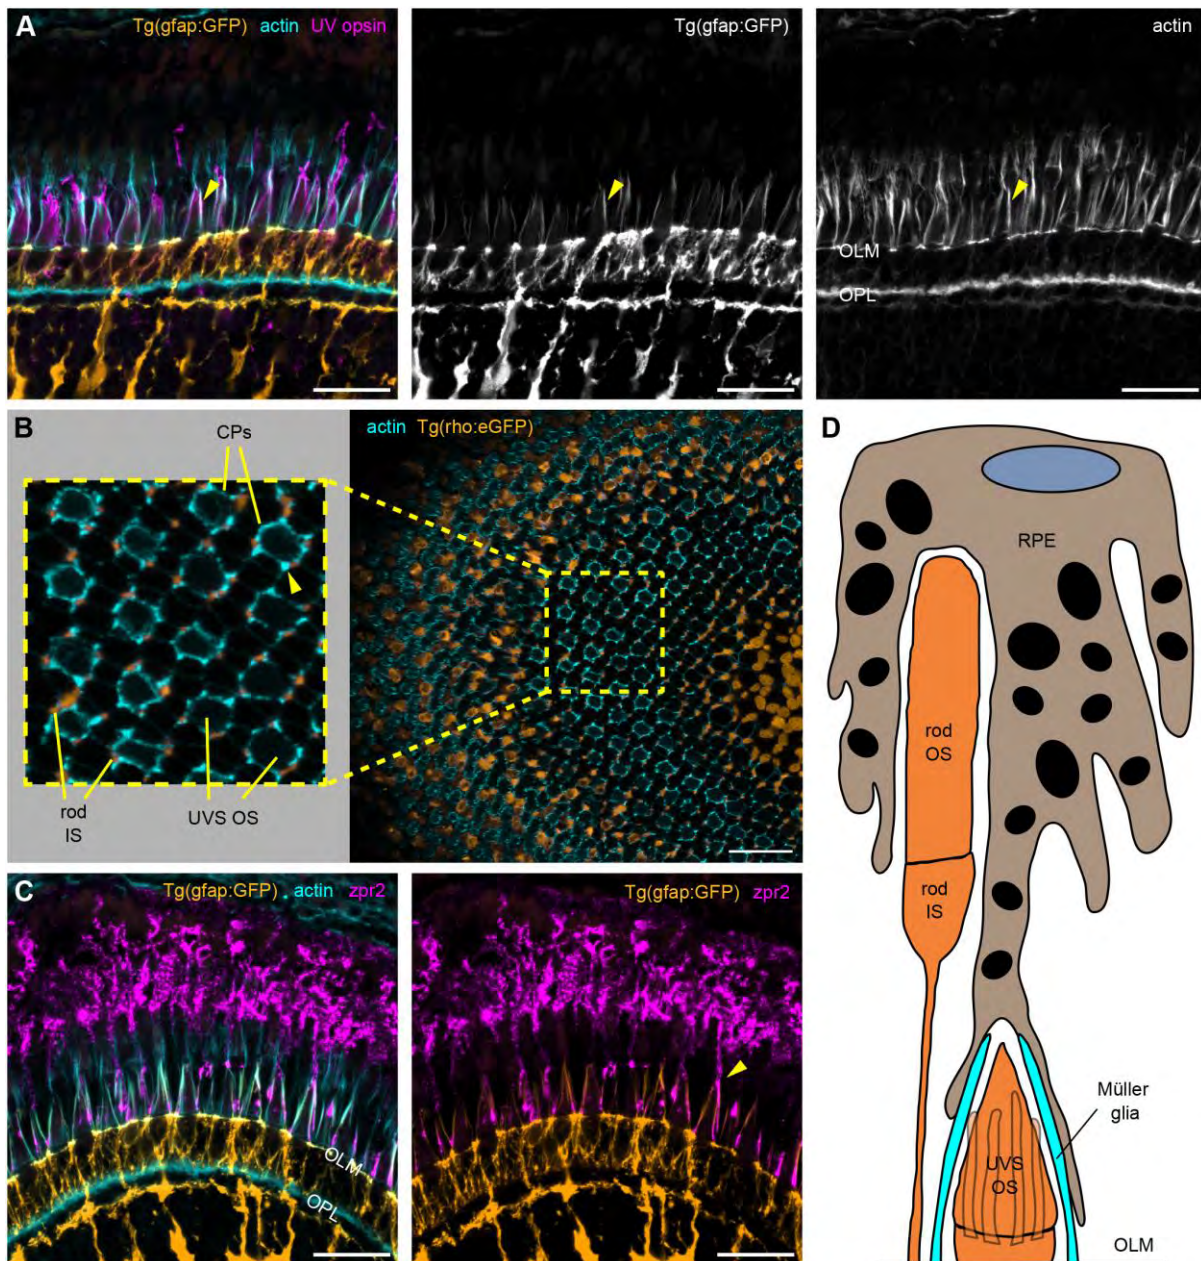 A
Tg(gfap:GFP) actin UV opsin
Tg(gfap:GFP)
actin
OLM
OPL
B
CPs
actin Tg(rho:eGFP)
rod
IS
UVS OS
C
Tg(gfap:GFP) actin zpr2
OLM
OPL
Tg(gfap:GFP) zpr2
D
RPE
rod
OS
rod
IS
Müller
glia
UVS
OS
OLM